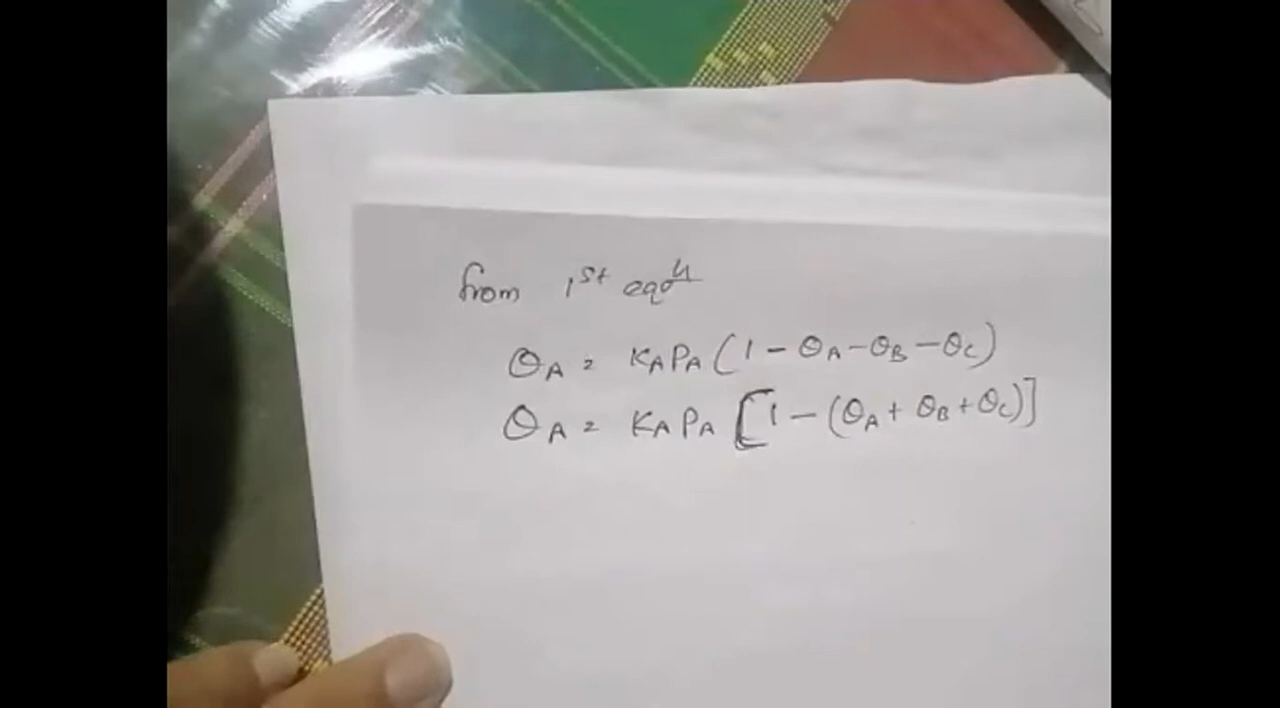 from 1st eqn
θA = KAPA (1 - θA - θB - θC)
θA = KAPA [1 - (θA + θB + θC)]